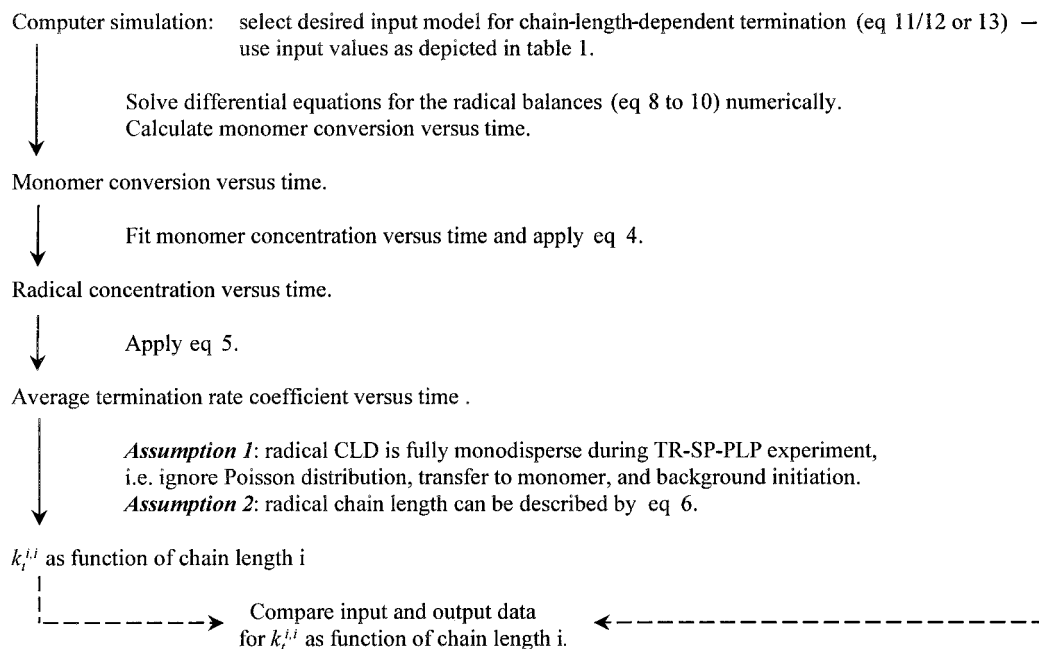 Computer simulation: select desired input model for chain-length-dependent termination (eq 11/12 or 13) –
use input values as depicted in table 1.
Solve differential equations for the radical balances (eq 8 to 10) numerically.
Calculate monomer conversion versus time.
Monomer conversion versus time.
Fit monomer concentration versus time and apply eq 4.
Radical concentration versus time.
Apply eq 5.
Average termination rate coefficient versus time .
Assumption 1: radical CLD is fully monodisperse during TR-SP-PLP experiment,
i.e. ignore Poisson distribution, transfer to monomer, and background initiation.
Assumption 2: radical chain length can be described by eq 6.
k_t^{i,i} as function of chain length i
Compare input and output data
for k_t^{i,i} as function of chain length i.